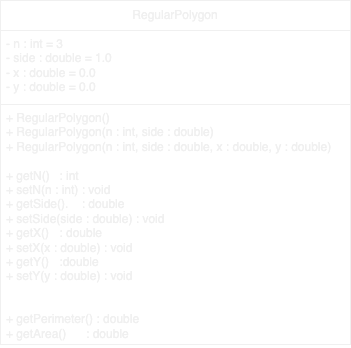 RegularPolygon
- n : int = 3
- side : double = 1.0
- x : double = 0.0
- y : double = 0.0
+ RegularPolygon()
+ RegularPolygon(n : int, side : double)
+ RegularPolygon(n : int, side : double, x : double, y : double)
+ getN() : int
+ setN(n : int) : void
+ getSide(). : double
+ setSide(side : double) : void
+ getX() : double
+ setX(x : double) : void
+ getY() :double
+ setY(y : double) : void
+ getPerimeter() : double
+ getArea() : double